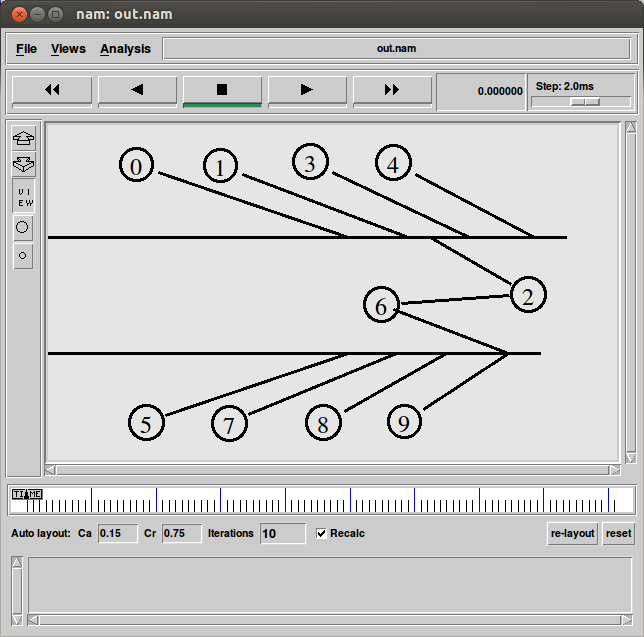 nam: out.nam
File Views Analysis out.nam
0.000000 Step: 2.0ms
VI
EW
0 1 3 4
2
6
5 7 8 9
TIME
Auto layout: Ca 0.15 Cr 0.75 Iterations 10 Recalc re-layout reset